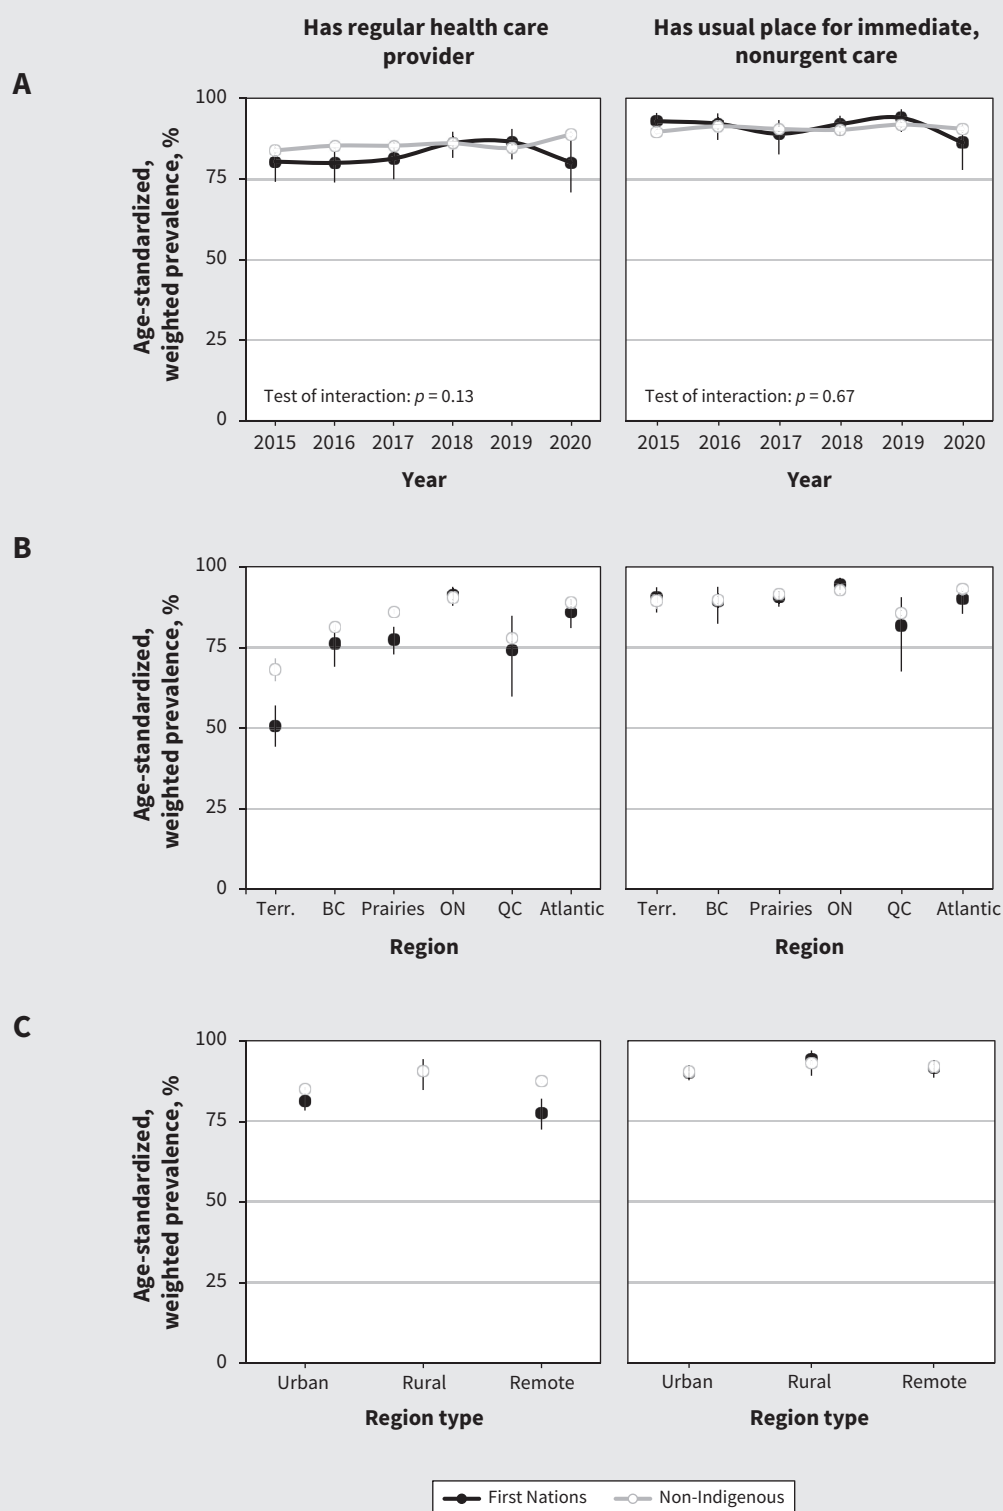 Has regular health care
provider
Has usual place for immediate,
nonurgent care
A
Age-standardized,
weighted prevalence, %
100
75
50
25
0
Test of interaction: p = 0.13
2015 2016 2017 2018 2019 2020
Year
Test of interaction: p = 0.67
2015 2016 2017 2018 2019 2020
Year
B
Age-standardized,
weighted prevalence, %
100
75
50
25
0
Terr. BC Prairies ON QC Atlantic
Region
Terr. BC Prairies ON QC Atlantic
Region
C
Age-standardized,
weighted prevalence, %
100
75
50
25
0
Urban Rural Remote
Region type
Urban Rural Remote
Region type
First Nations Non-Indigenous